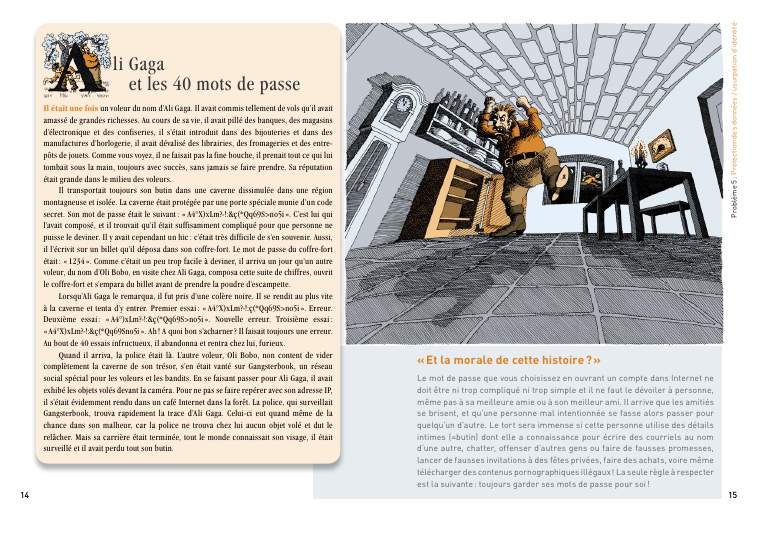 Ali Gaga
et les 40 mots de passe
Il était une fois un voleur du nom d'Ali Gaga. Il avait commis tellement de vols qu'il avait
amassé de grandes richesses. Au cours de sa vie, il avait pillé des banques, des magasins
d'électronique et des confiseries, il s'était introduit dans des bijouteries et dans des
manufactures d'horlogerie, il avait dévalisé des librairies, des fromageries et des entre-
pôts de jouets. Comme vous voyez, il ne faisait pas la fine bouche, il prenait tout ce qui lui
tombait sous la main, toujours avec succès, sans jamais se faire prendre. Sa réputation
était grande dans le milieu des voleurs.
Il transportait toujours son butin dans une caverne dissimulée dans une région
montagneuse et isolée. La caverne était protégée par une porte spéciale munie d'un code
secret. Son mot de passe était le suivant : «A4°X)xLm?-!:&ç(*Qq69S>no5i». C'est lui qui
l'avait composé, et il trouvait qu'il était suffisamment compliqué pour que personne ne
puisse le deviner. Il y avait cependant un hic : c'était très difficile de s'en souvenir. Aussi,
il l'écrivit sur un billet qu'il déposa dans son coffre-fort. Le mot de passe du coffre-fort
était : «1234». Comme c'était un peu trop facile à deviner, il arriva un jour qu'un autre
voleur, du nom d'Oli Bobo, en visite chez Ali Gaga, composa cette suite de chiffres, ouvrit
le coffre-fort et s'empara du billet avant de prendre la poudre d'escampette.
Lorsqu'Ali Gaga le remarqua, il fut pris d'une colère noire. Il se rendit au plus vite
à la caverne et tenta d'y entrer. Premier essai : «A4°)xLm?-!:&ç(*Qq69S>no5i». Erreur.
Deuxième essai : «A4°)xLm?-!:&ç(*Qq69S>no5i». Nouvelle erreur. Troisième essai :
«A4°X)xLm?-!:&ç(*Qq69Sno5i». Ah ! A quoi bon s'acharner ? Il faisait toujours une erreur.
Au bout de 40 essais infructueux, il abandonna et rentra chez lui, furieux.
Quand il arriva, la police était là. L'autre voleur, Oli Bobo, non content de vider
complètement la caverne de son trésor, s'en était vanté sur Gangsterbook, un réseau
social spécial pour les voleurs et les bandits. En se faisant passer pour Ali Gaga, il avait
exhibé les objets volés devant la caméra. Pour ne pas se faire repérer avec son adresse IP,
il s'était évidemment rendu dans un café Internet dans la forêt. La police, qui surveillait
Gangsterbook, trouva rapidement la trace d'Ali Gaga. Celui-ci eut quand même de la
chance dans son malheur, car la police ne trouva chez lui aucun objet volé et dut le
relâcher. Mais sa carrière était terminée, tout le monde connaissait son visage, il était
surveillé et il avait perdu tout son butin.
14
Problème 5 : Protection des données / usurpation d'identité
«Et la morale de cette histoire ?»
Le mot de passe que vous choisissez en ouvrant un compte dans Internet ne
doit être ni trop compliqué ni trop simple et il ne faut le dévoiler à personne,
même pas à sa meilleure amie ou à son meilleur ami. Il arrive que les amitiés
se brisent, et qu'une personne mal intentionnée se fasse alors passer pour
quelqu'un d'autre. Le tort sera immense si cette personne utilise des détails
intimes (=butin) dont elle a connaissance pour écrire des courriels au nom
d'une autre, chatter, offenser d'autres gens ou faire de fausses promesses,
lancer de fausses invitations à des fêtes privées, faire des achats, voire même
télécharger des contenus pornographiques illégaux ! La seule règle à respecter
est la suivante : toujours garder ses mots de passe pour soi !
15